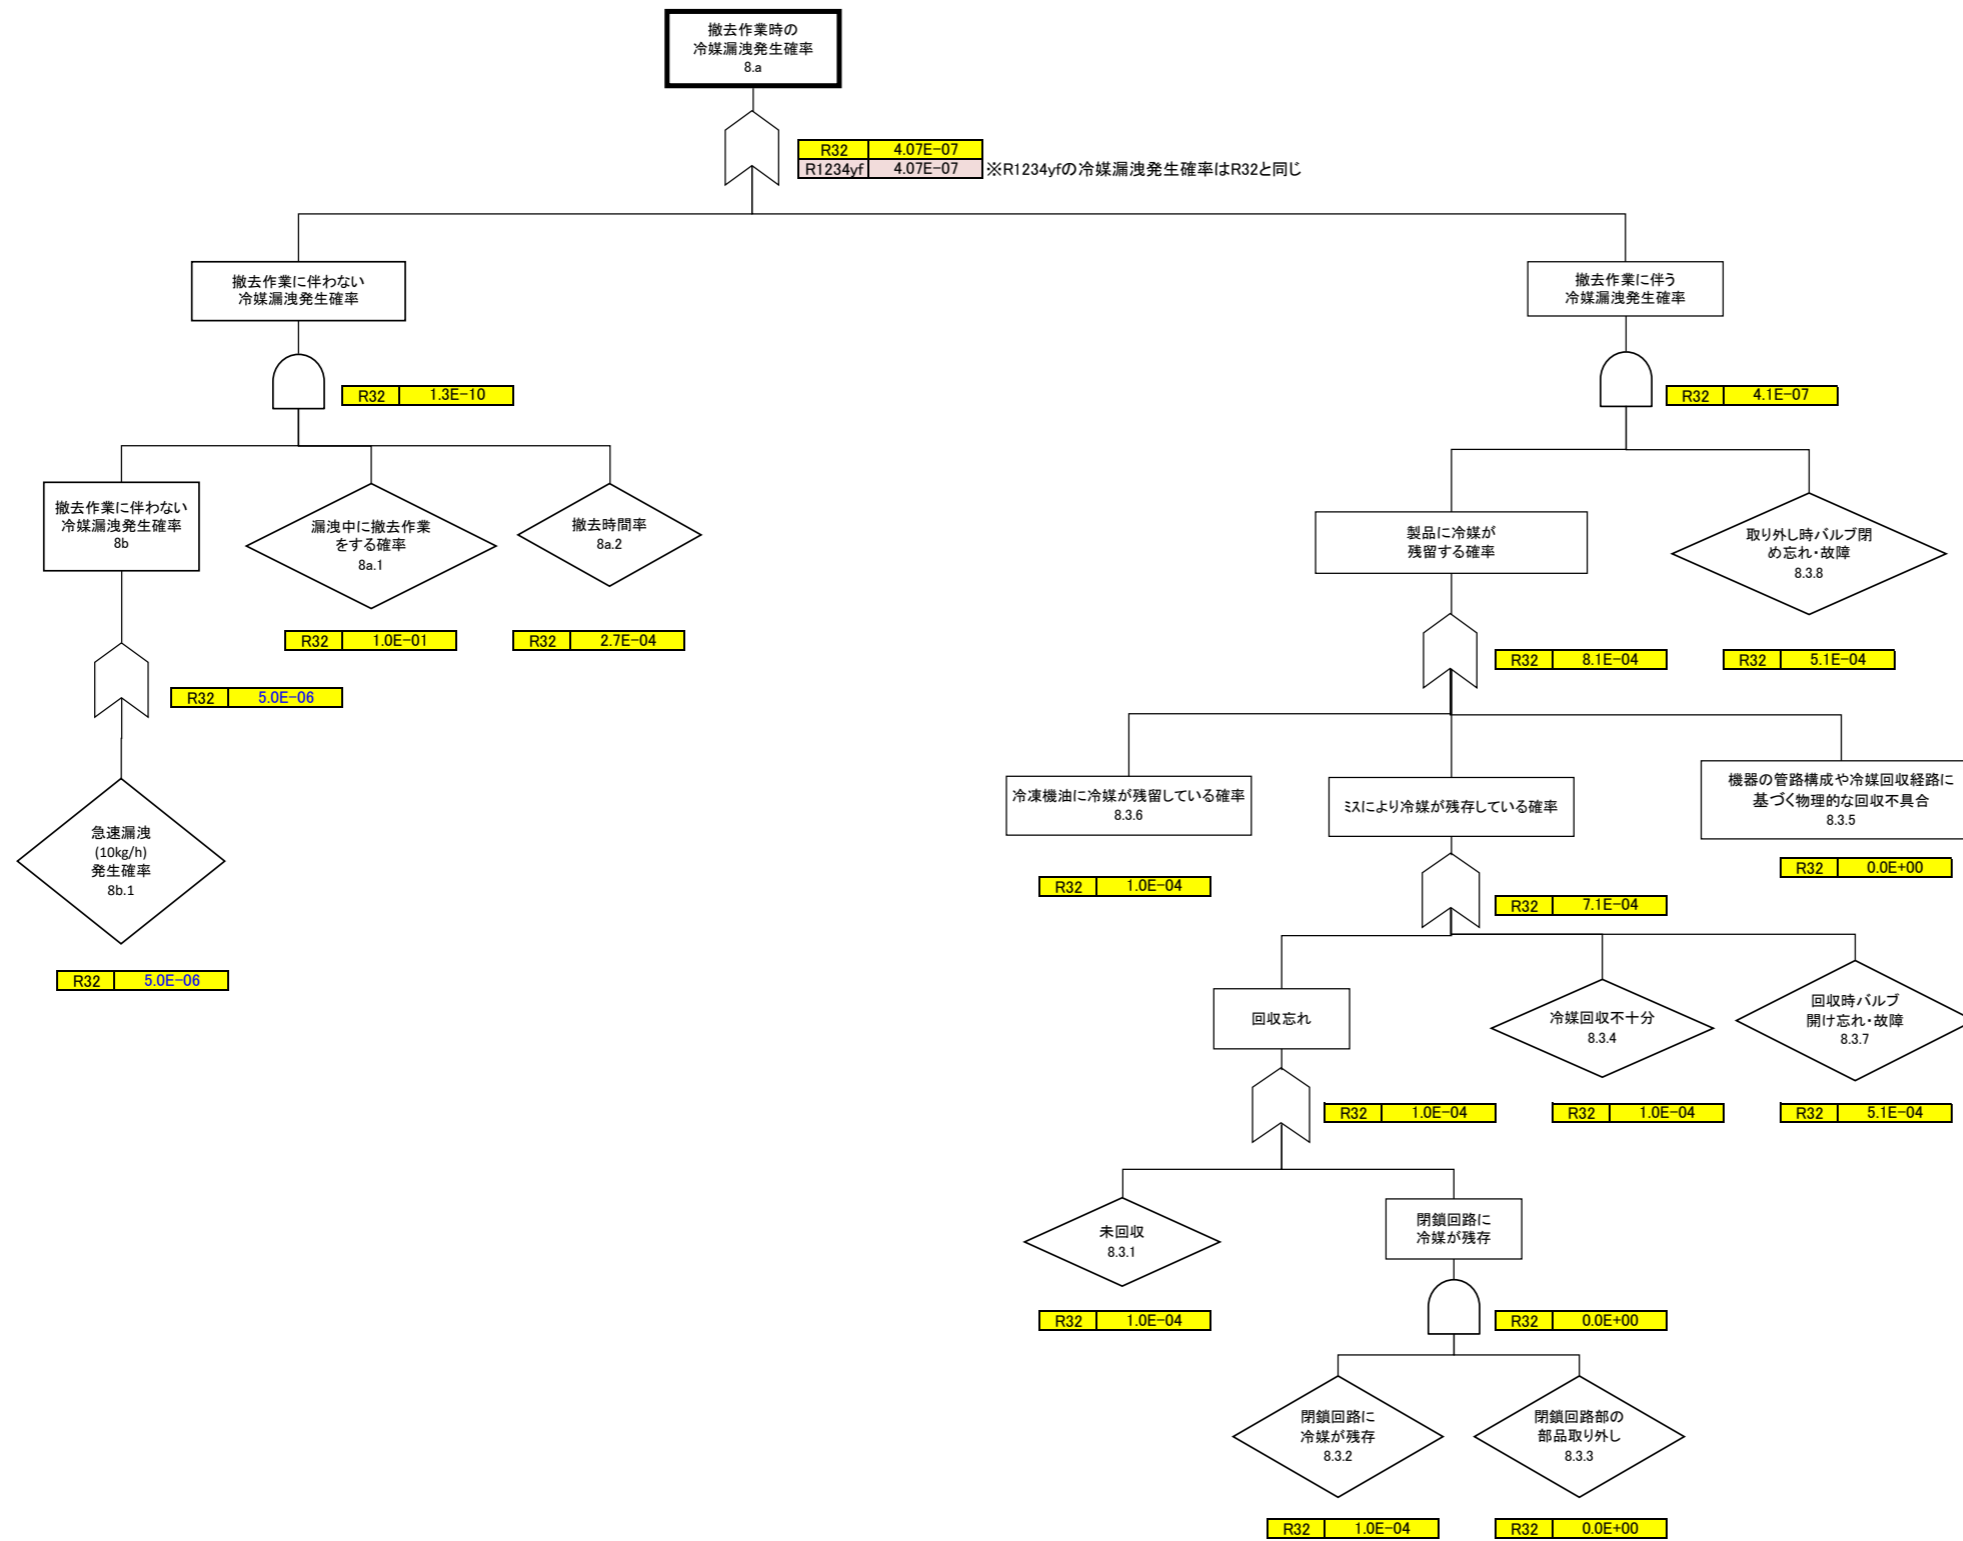 撤去作業時の
冷媒漏洩発生確率
8.a
R32 4.07E-07
R1234yf 4.07E-07 ※R1234yfの冷媒漏洩発生確率はR32と同じ
撤去作業に伴わない
冷媒漏洩発生確率
撤去作業に伴う
冷媒漏洩発生確率
R32 1.3E-10
R32 4.1E-07
撤去作業に伴わない
冷媒漏洩発生確率
8b
漏洩中に撤去作業
をする確率
8a.1
撤去時間率
8a.2
製品に冷媒が
残留する確率
取り外し時バルブ閉
め忘れ・故障
8.3.8
R32 1.0E-01
R32 2.7E-04
R32 8.1E-04
R32 5.1E-04
R32 5.0E-06
急速漏洩
(10kg/h)
発生確率
8b.1
冷凍機油に冷媒が残留している確率
8.3.6
ﾐｽにより冷媒が残存している確率
機器の管路構成や冷媒回収経路に
基づく物理的な回収不具合
8.3.5
R32 1.0E-04
R32 7.1E-04
R32 0.0E+00
R32 5.0E-06
回収忘れ
冷媒回収不十分
8.3.4
回収時バルブ
開け忘れ・故障
8.3.7
R32 1.0E-04
R32 1.0E-04
R32 5.1E-04
未回収
8.3.1
閉鎖回路に
冷媒が残存
R32 1.0E-04
R32 0.0E+00
閉鎖回路に
冷媒が残存
8.3.2
閉鎖回路部の
部品取り外し
8.3.3
R32 1.0E-04
R32 0.0E+00